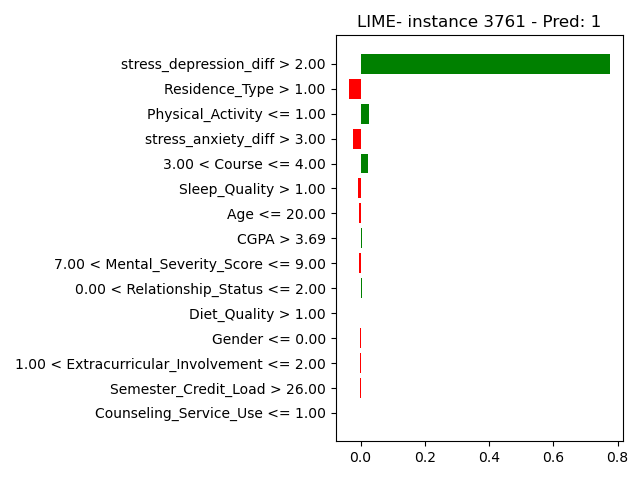 LIME- instance 3761 - Pred: 1
stress_depression_diff > 2.00
Residence_Type > 1.00
Physical_Activity <= 1.00
stress_anxiety_diff > 3.00
3.00 < Course <= 4.00
Sleep_Quality > 1.00
Age <= 20.00
CGPA > 3.69
7.00 < Mental_Severity_Score <= 9.00
0.00 < Relationship_Status <= 2.00
Diet_Quality > 1.00
Gender <= 0.00
1.00 < Extracurricular_Involvement <= 2.00
Semester_Credit_Load > 26.00
Counseling_Service_Use <= 1.00
0.0 0.2 0.4 0.6 0.8